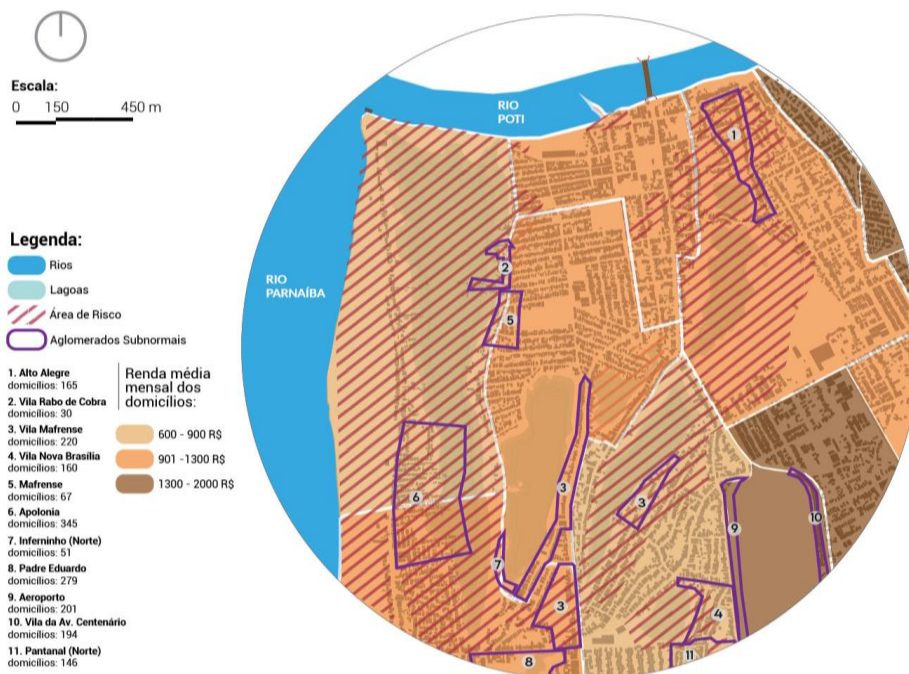 Escala:
0 150 450 m
RIO
POTI
RIO
PARNAÍBA
Legenda:
Rios
Lagoas
Área de Risco
Aglomerados Subnormais
1. Alto Alegre
domicílios: 165
2. Vila Rabo de Cobra
domicílios: 30
3. Vila Mafrense
domicílios: 220
4. Vila Nova Brasília
domicílios: 160
5. Mafrense
domicílios: 67
6. Apolonia
domicílios: 345
7. Inferninho (Norte)
domicílios: 51
8. Padre Eduardo
domicílios: 279
9. Aeroporto
domicílios: 201
10. Vila da Av. Centenário
domicílios: 194
11. Pantanal (Norte)
domicílios: 146
Renda média
mensal dos
domicílios:
600 - 900 R$
901 -1300 R$
1300 - 2000 R$
1
2
5
6
3
3
9
10
7
3
4
8
11